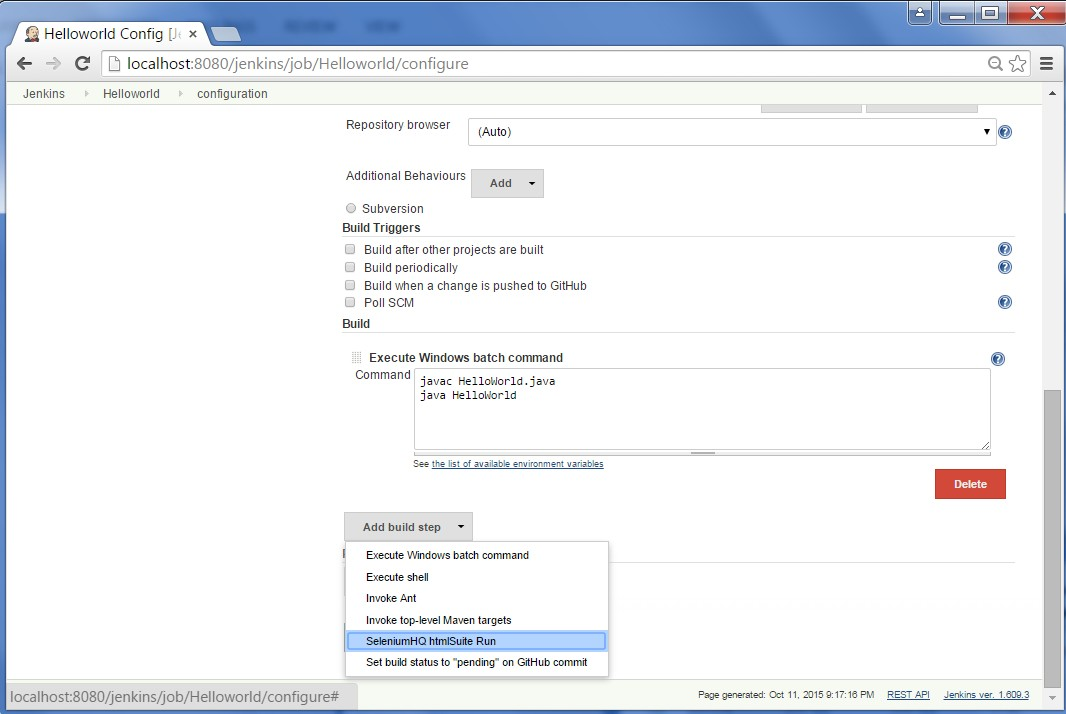 Helloworld Config [Je
localhost:8080/jenkins/job/Helloworld/configure
Jenkins Helloworld configuration
Repository browser (Auto)
Additional Behaviours Add
Subversion
Build Triggers
Build after other projects are built
Build periodically
Build when a change is pushed to GitHub
Poll SCM
Build
Execute Windows batch command
Command
javac HelloWorld.java
java HelloWorld
See the list of available environment variables
Delete
Add build step
Execute Windows batch command
Execute shell
Invoke Ant
Invoke top-level Maven targets
SeleniumHQ htmlSuite Run
Set build status to "pending" on GitHub commit
localhost:8080/jenkins/job/Helloworld/configure#
Page generated: Oct 11, 2015 9:17:16 PM REST API Jenkins ver. 1.609.3